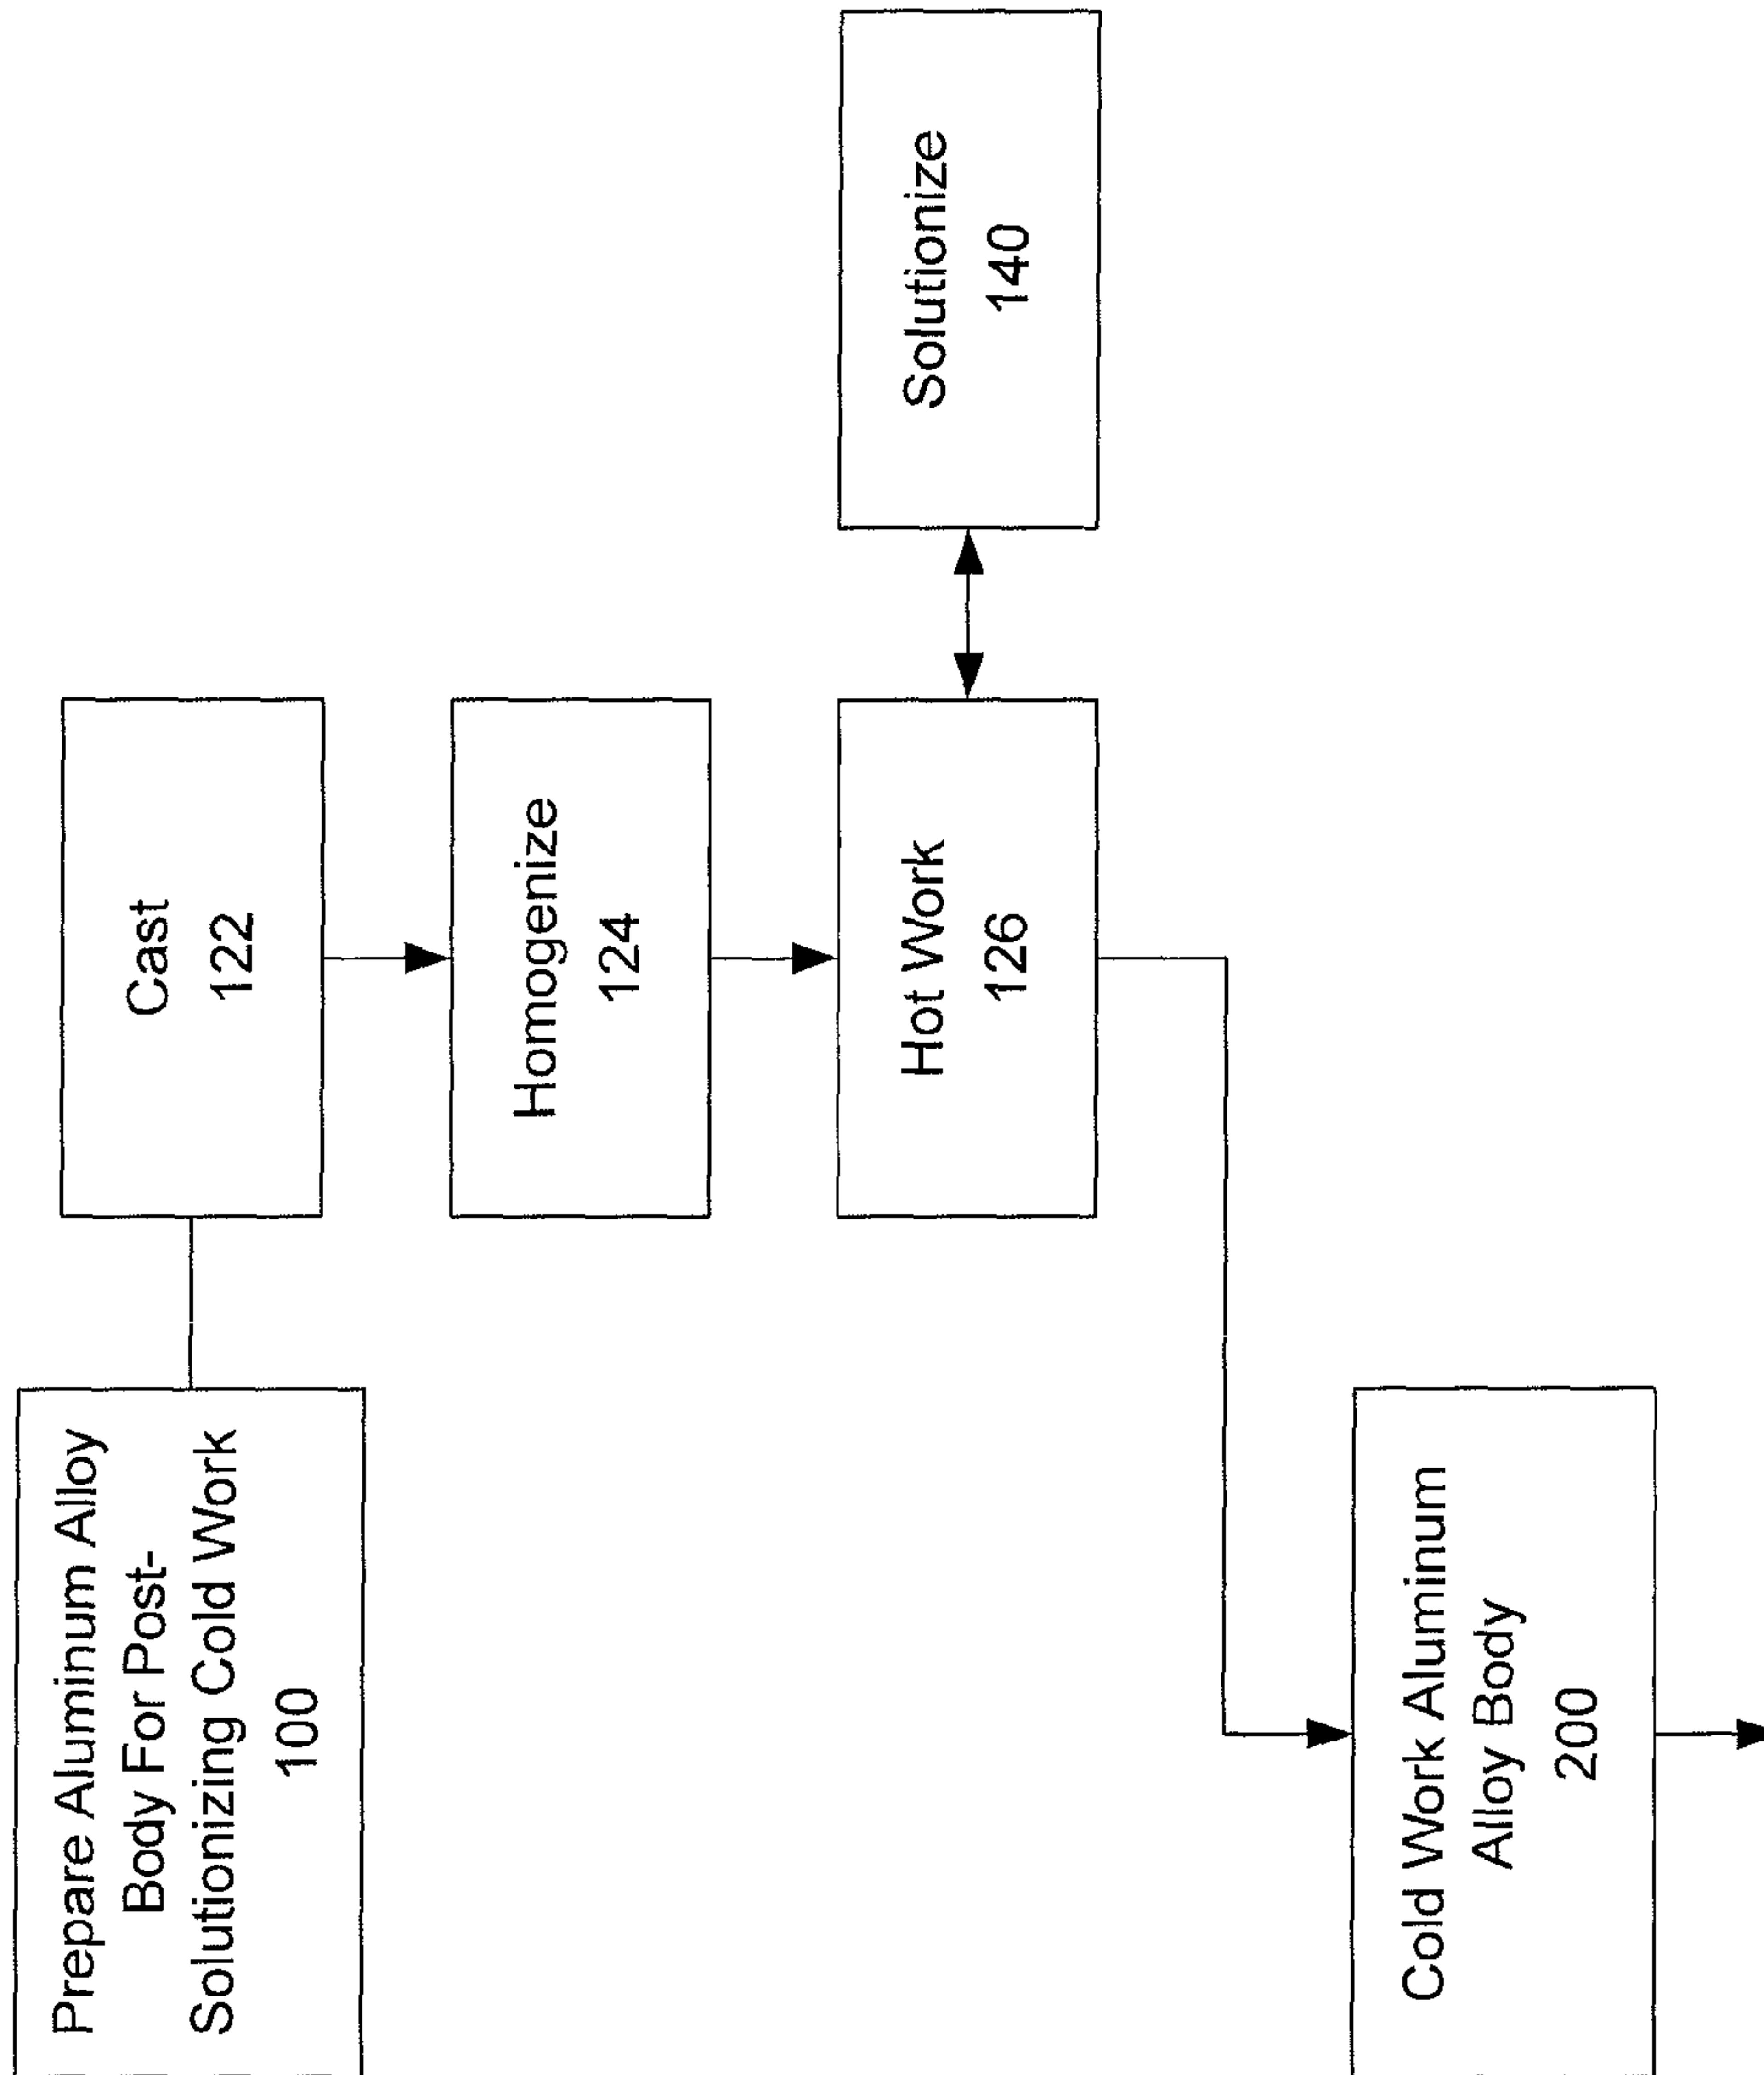 Prepare Aluminum Alloy
Body For Post-
Solutionizing Cold Work
100
Cast
122
Homogenize
124
Hot Work
126
Solutionize
140
Cold Work Aluminum
Alloy Body
200